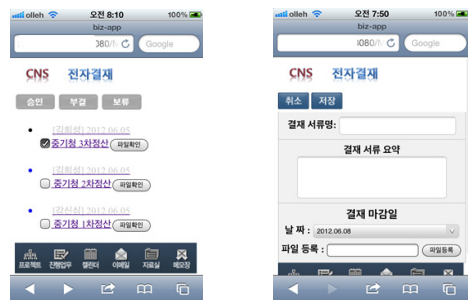 olleh 오전 8:10 100%
biz-app
080/ Google
CNS 전자결재
승인 부결 보류
[김희성] 2012.06.05
중기청 3차정산 파일확인
[김희성] 2012.06.05
중기청 2차정산 파일확인
[김신심] 2012.06.05
중기청 1차정산 파일확인
프로젝트 진행업무 캘린더 이메일 자료실 메모장
olleh 오전 7:50 100%
biz-app
080/ Google
CNS 전자결재
취소 저장
결재 서류명:
결재 서류 요약
결재 마감일
날 짜 : 2012.06.08
파일 등록 : 파일등록